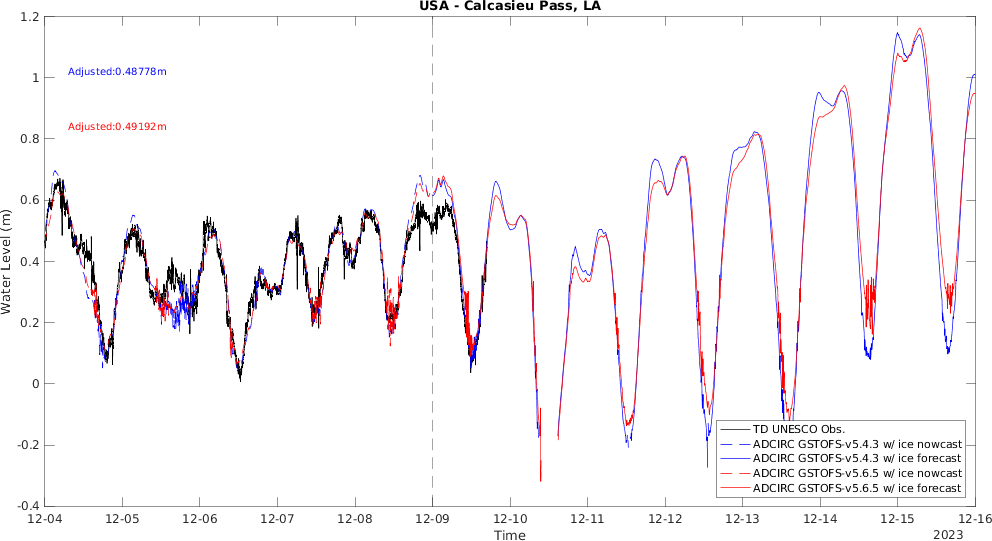 USA - Calcasieu Pass, LA
1.2
1
0.8
0.6
0.4
0.2
0
-0.2
-0.4
Water Level (m)
Adjusted:0.48778m
Adjusted:0.49192m
TD UNESCO Obs.
ADCIRC GSTOFS-v5.4.3 w/ ice nowcast
ADCIRC GSTOFS-v5.4.3 w/ ice forecast
ADCIRC GSTOFS-v5.6.5 w/ ice nowcast
ADCIRC GSTOFS-v5.6.5 w/ ice forecast
12-04 12-05 12-06 12-07 12-08 12-09 12-10 12-11 12-12 12-13 12-14 12-15 12-16
Time
2023